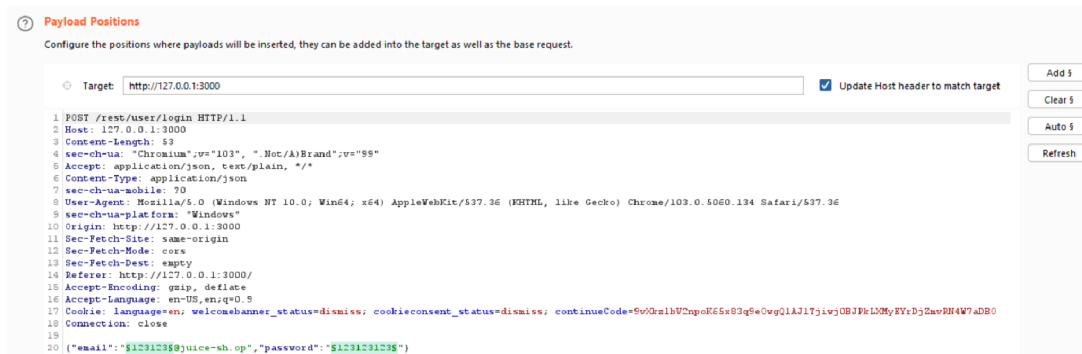 Payload Positions
Configure the positions where payloads will be inserted, they can be added into the target as well as the base request.
Target: http://127.0.0.1:3000
Update Host header to match target
Add §
Clear §
Auto §
Refresh
1 POST /rest/user/login HTTP/1.1
2 Host: 127.0.0.1:3000
3 Content-Length: 53
4 sec-ch-ua: "Chromium";v="103", ".Not/A)Brand";v="99"
5 Accept: application/json, text/plain, */*
6 Content-Type: application/json
7 sec-ch-ua-mobile: ?0
8 User-Agent: Mozilla/5.0 (Windows NT 10.0; Win64; x64) AppleWebKit/537.36 (KHTML, like Gecko) Chrome/103.0.5060.134 Safari/537.36
9 sec-ch-ua-platform: "Windows"
10 Origin: http://127.0.0.1:3000
11 Sec-Fetch-Site: same-origin
12 Sec-Fetch-Mode: cors
13 Sec-Fetch-Dest: empty
14 Referer: http://127.0.0.1:3000/
15 Accept-Encoding: gzip, deflate
16 Accept-Language: en-US,en;q=0.9
17 Cookie: language=en; welcomebanner_status=dismiss; cookieconsent_status=dismiss; continueCode=
18 Connection: close
19
20 {"email":"§123123§@juice-sh.op","password":"§123123123§"}